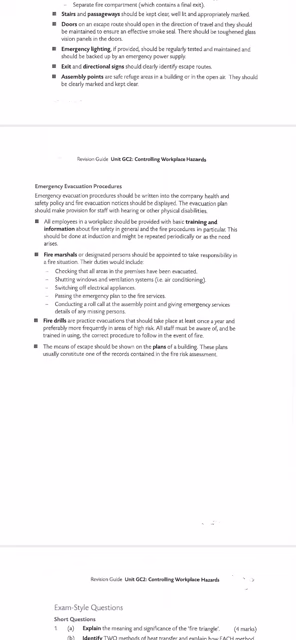 – Separate fire compartment (which contains a final exit).
■ Stairs and passageways should be kept clear, well lit and appropriately marked.
■ Doors on an escape route should open in the direction of travel and they should
be maintained to ensure an effective smoke seal. There should be toughened glass
vision panels in the doors.
■ Emergency lighting, if provided, should be regularly tested and maintained and
should be backed up by an emergency power supply.
■ Exit and directional signs should clearly identify escape routes.
■ Assembly points are safe refuge areas in a building or in the open air. They should
be clearly marked and kept clear.
Revision Guide Unit GC2: Controlling Workplace Hazards
Emergency Evacuation Procedures
Emergency evacuation procedures should be written into the company health and
safety policy and fire evacuation notices should be displayed. The evacuation plan
should make provision for staff with hearing or other physical disabilities.
■ All employees in a workplace should be provided with basic training and
information about fire safety in general and the fire procedures in particular. This
should be done at induction and might be repeated periodically or as the need
arises.
■ Fire marshals or designated persons should be appointed to take responsibility in
a fire situation. Their duties would include:
– Checking that all areas in the premises have been evacuated.
– Shutting windows and ventilation systems (i.e. air conditioning).
– Switching off electrical appliances.
– Passing the emergency plan to the fire services.
– Conducting a roll call at the assembly point and giving emergency services
details of any missing persons.
■ Fire drills are practice evacuations that should take place at least once a year and
preferably more frequently in areas of high risk. All staff must be aware of, and be
trained in using, the correct procedure to follow in the event of fire.
■ The means of escape should be shown on the plans of a building. These plans
usually constitute one of the records contained in the fire risk assessment.
Revision Guide Unit GC2: Controlling Workplace Hazards
Exam-Style Questions
Short Questions
1. (a) Explain the meaning and significance of the 'fire triangle'. (4 marks)
(b) Identify TWO methods of heat transfer and explain how EACH method